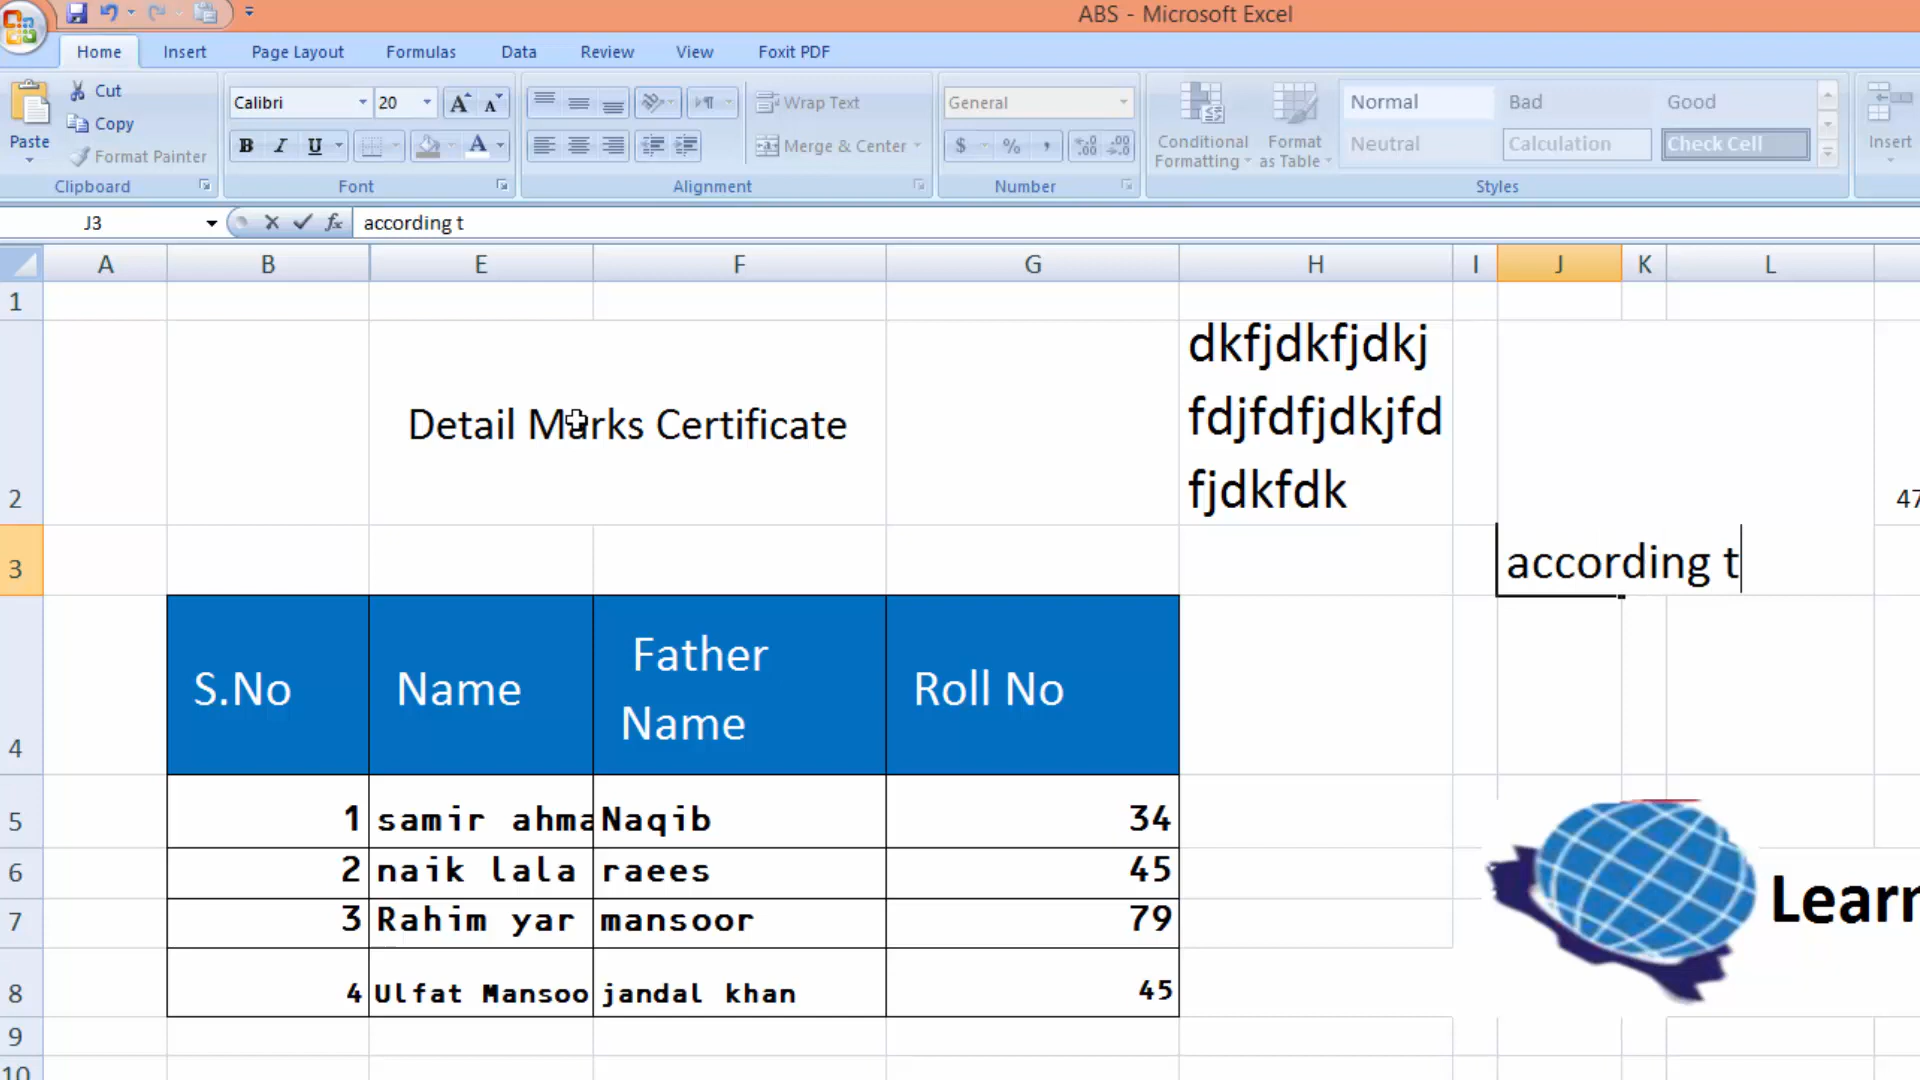 ABS - Microsoft Excel
Home Insert Page Layout Formulas Data Review View Foxit PDF
Paste
Cut
Copy
Format Painter
Clipboard
Calibri 20
B I U
Font
Wrap Text
Merge & Center
Alignment
General
$ % ,
Number
Conditional Formatting
Format as Table
Normal Bad Good
Neutral Calculation Check Cell
Styles
Insert
J3 fx according t
A B E F G H I J K L
1
dkfjdkfjdkj
fdjfdfjdkjfd
fjdkfdk
Detail Marks Certificate
2 47
3 according t
4 S.No Name Father Name Roll No
5 1 samir ahma Naqib 34
6 2 naik lala raees 45
7 3 Rahim yar mansoor 79
Learn
8 4 Ulfat Mansoo jandal khan 45
9
10